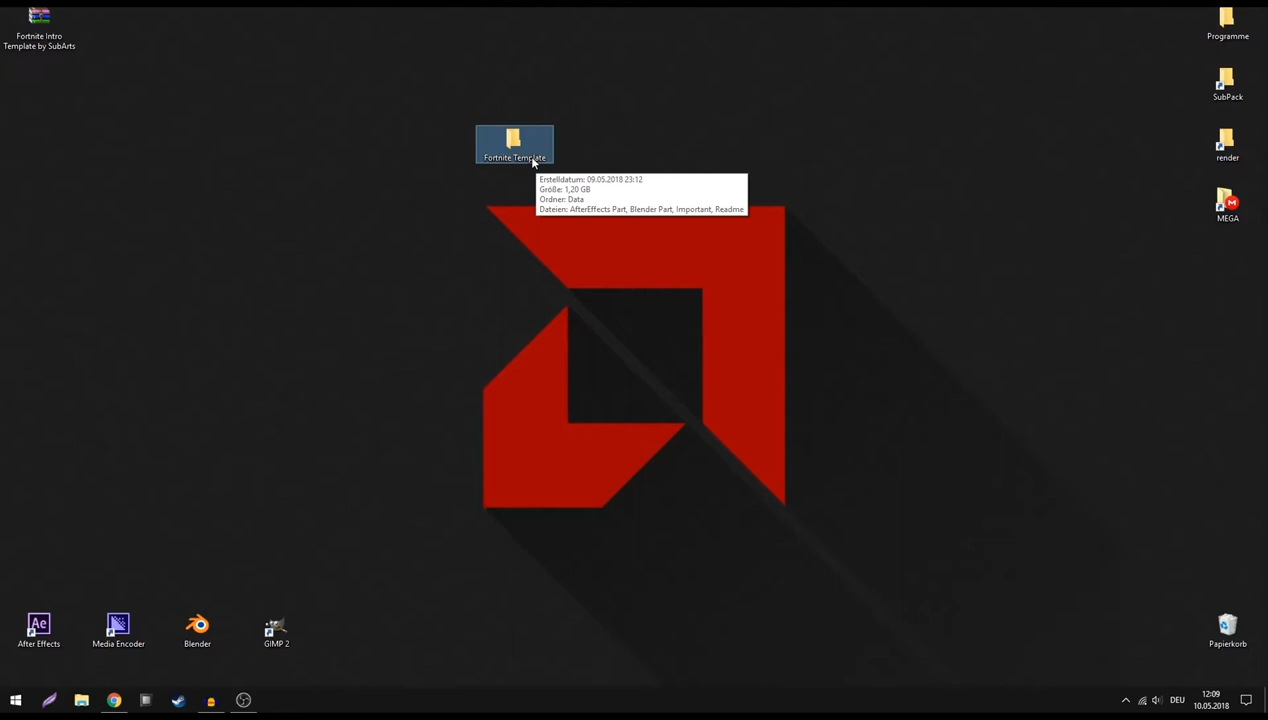 Fortnite Intro
Template by SubArts
Programme
SubPack
Fortnite Template
render
Erstelldatum: 09.05.2018 23:12
Größe: 1,20 GB
Ordner: Data
Dateien: AfterEffects Part, Blender Part, Important, Readme
M
MEGA
Ae
After Effects
Media Encoder
Blender
GIMP 2
Papierkorb
DEU
12:09
10.05.2018